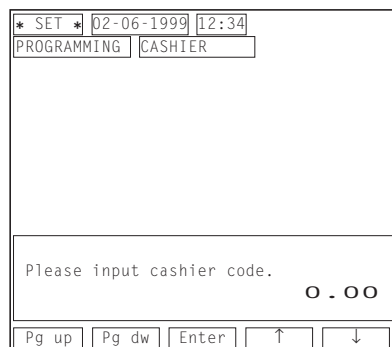 * SET * 02-06-1999 12:34
PROGRAMMING CASHIER
Please input cashier code.
0.00
Pg up Pg dw Enter ↑ ↓